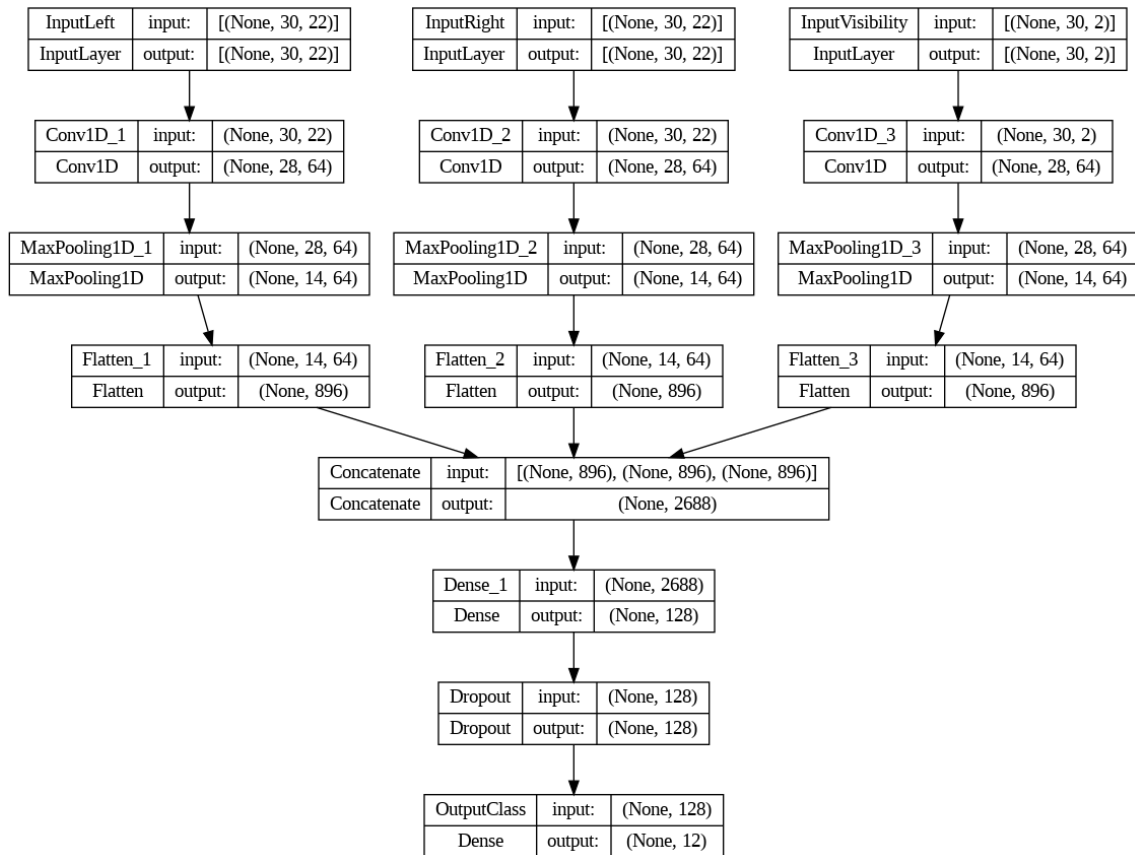 InputLeft input: [(None, 30, 22)]
InputLayer output: [(None, 30, 22)]
InputRight input: [(None, 30, 22)]
InputLayer output: [(None, 30, 22)]
InputVisibility input: [(None, 30, 2)]
InputLayer output: [(None, 30, 2)]
Conv1D_1 input: (None, 30, 22)
Conv1D output: (None, 28, 64)
Conv1D_2 input: (None, 30, 22)
Conv1D output: (None, 28, 64)
Conv1D_3 input: (None, 30, 2)
Conv1D output: (None, 28, 64)
MaxPooling1D_1 input: (None, 28, 64)
MaxPooling1D output: (None, 14, 64)
MaxPooling1D_2 input: (None, 28, 64)
MaxPooling1D output: (None, 14, 64)
MaxPooling1D_3 input: (None, 28, 64)
MaxPooling1D output: (None, 14, 64)
Flatten_1 input: (None, 14, 64)
Flatten output: (None, 896)
Flatten_2 input: (None, 14, 64)
Flatten output: (None, 896)
Flatten_3 input: (None, 14, 64)
Flatten output: (None, 896)
Concatenate input: [(None, 896), (None, 896), (None, 896)]
Concatenate output: (None, 2688)
Dense_1 input: (None, 2688)
Dense output: (None, 128)
Dropout input: (None, 128)
Dropout output: (None, 128)
OutputClass input: (None, 128)
Dense output: (None, 12)